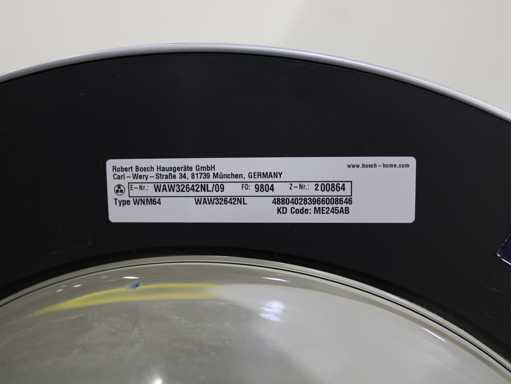 Robert Bosch Hausgeräte GmbH www.bosch-home.com
Carl-Wery-Straße 34, 81739 München, GERMANY
E-Nr.: WAW32642NL/09 FD: 9804 Z-Nr.: 200864
Type WNM64 WAW32642NL 488040283966008646
KD Code: ME245AB